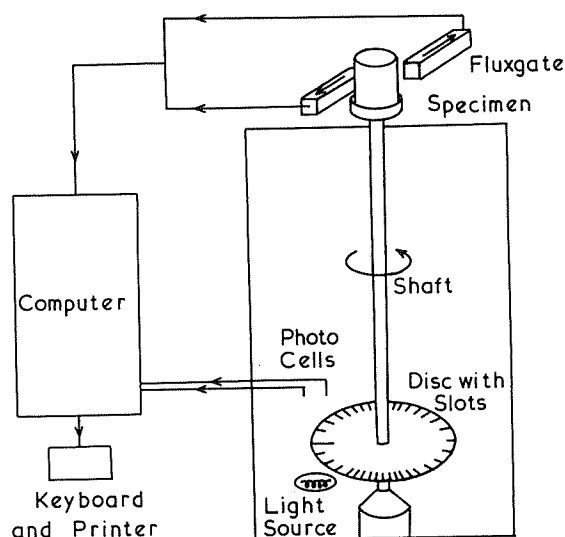 Fluxgate
Specimen
Computer
Shaft
Photo
Cells
Disc with
Slots
Light
Source
Keyboard
and Printer